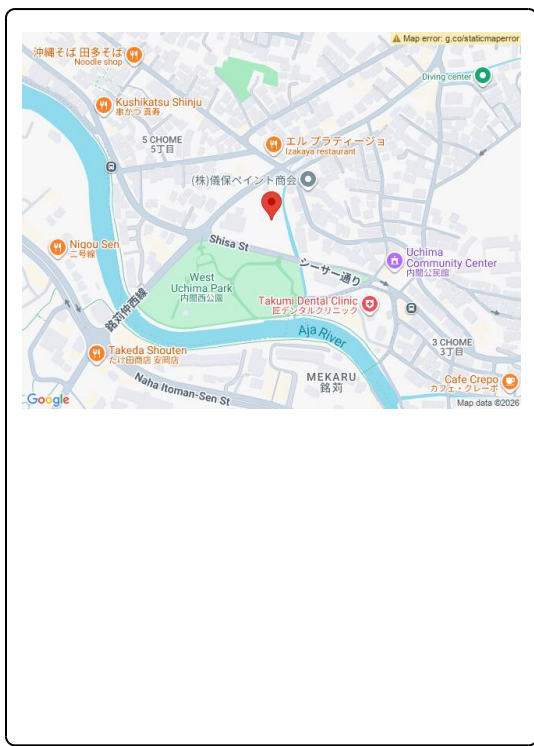 Map error: g.co/staticmaperror
沖縄そば 田多そば
Noodle shop
Diving center
Kushikatsu Shinju
串かつ 真寿
5 CHOME
5丁目
エル プラティージョ
Izakaya restaurant
(株)儀保ペイント商会
Shisa St
シーサー通り
Nigou Sen
二号線
Uchima
Community Center
内間公民館
West
Uchima Park
内間西公園
Takumi Dental Clinic
匠デンタルクリニック
銘苅仲西線
Aja River
Takeda Shouten
たけ田商店 安岡店
3 CHOME
3丁目
MEKARU
銘苅
Cafe Crepo
カフェ・クレーポ
Naha Itoman-Sen St
Google
Map data ©2026